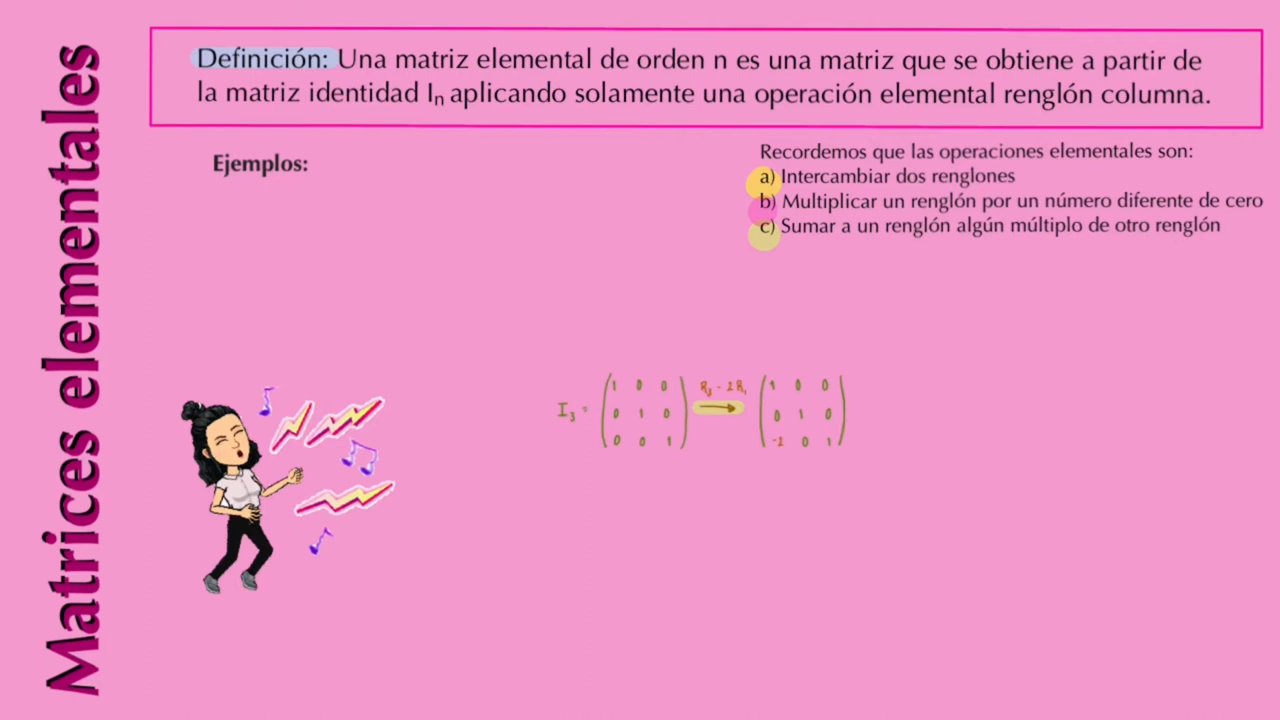 Matrices elementales
Definición: Una matriz elemental de orden n es una matriz que se obtiene a partir de
la matriz identidad Iₙ aplicando solamente una operación elemental renglón columna.
Ejemplos:
Recordemos que las operaciones elementales son:
a) Intercambiar dos renglones
b) Multiplicar un renglón por un número diferente de cero
c) Sumar a un renglón algún múltiplo de otro renglón
I₃ = (1 0 0 R₃ - 2R₁ (1 0 0
0 1 0) → 0 1 0)
0 0 1 -2 0 1